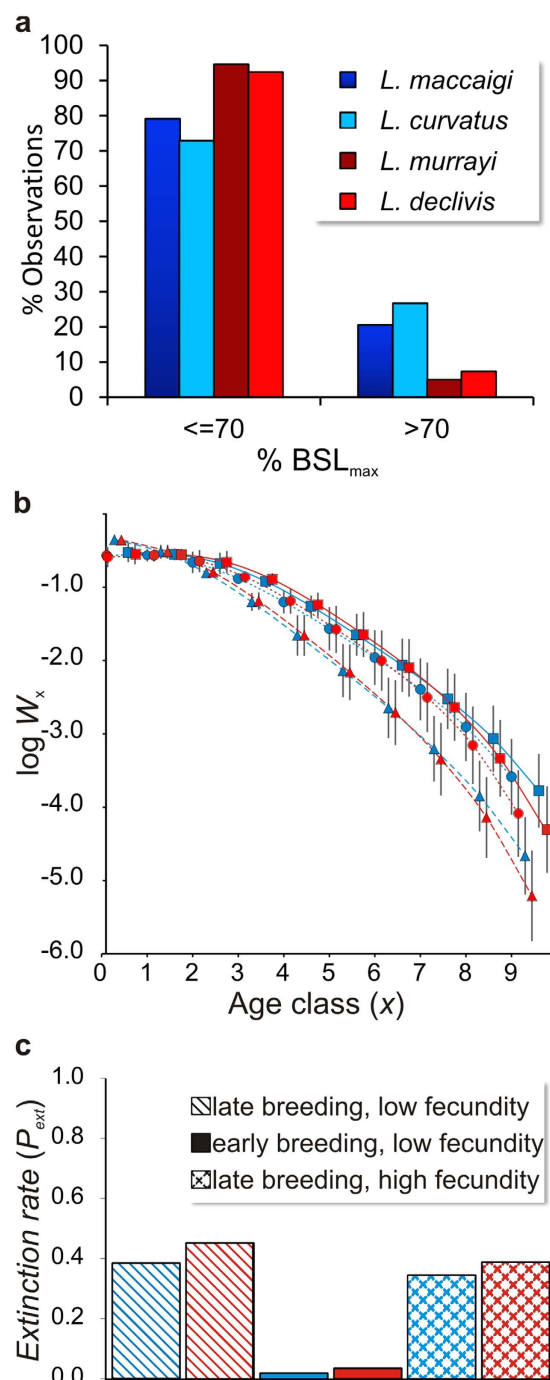 a
100
90
80
70
60
50
40
30
20
10
0
% Observations
L. maccaigi
L. curvatus
L. murrayi
L. declivis
<=70 >70
% BSLmax
b
-1.0
-2.0
-3.0
-4.0
-5.0
-6.0
log Wx
0 1 2 3 4 5 6 7 8 9
Age class (x)
c
1.0
0.8
0.6
0.4
0.2
0.0
Extinction rate (Pext)
late breeding, low fecundity
early breeding, low fecundity
late breeding, high fecundity